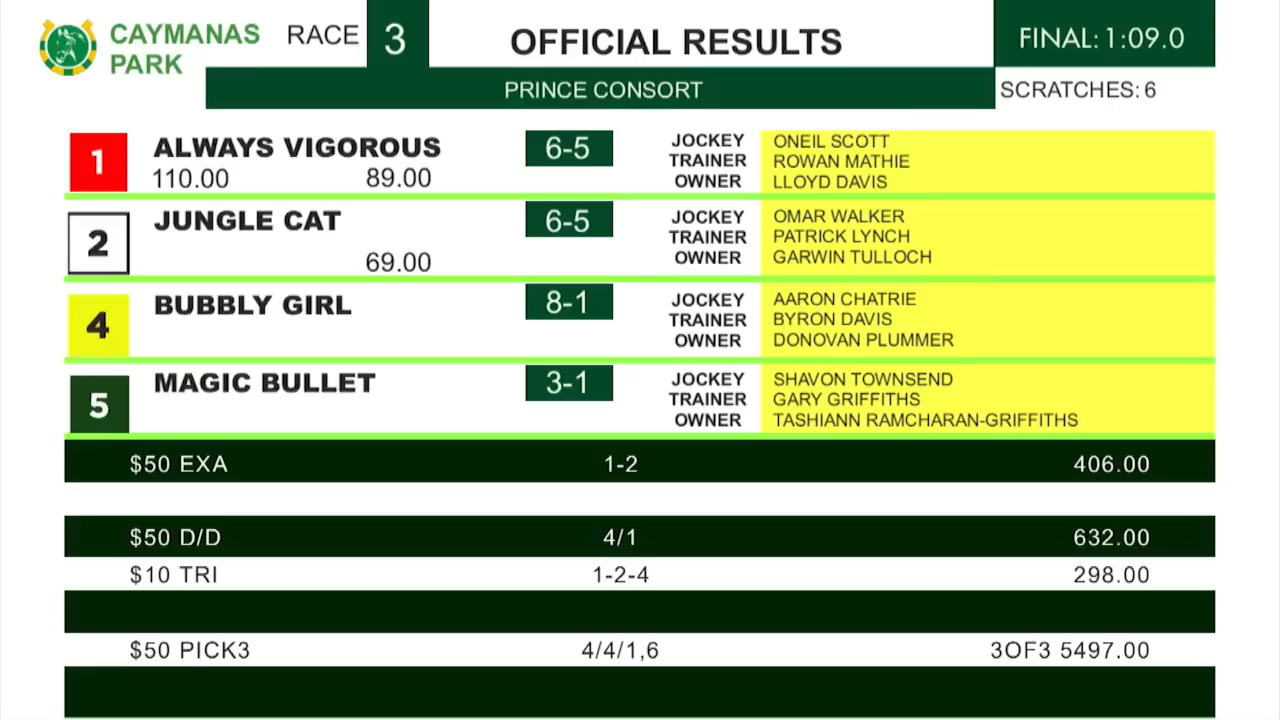 CAYMANAS
PARK
RACE 3
OFFICIAL RESULTS
FINAL: 1:09.0
PRINCE CONSORT
SCRATCHES: 6
1
ALWAYS VIGOROUS
110.00 89.00
6-5
JOCKEY ONEIL SCOTT
TRAINER ROWAN MATHIE
OWNER LLOYD DAVIS
2
JUNGLE CAT
69.00
6-5
JOCKEY OMAR WALKER
TRAINER PATRICK LYNCH
OWNER GARWIN TULLOCH
4
BUBBLY GIRL
8-1
JOCKEY AARON CHATRIE
TRAINER BYRON DAVIS
OWNER DONOVAN PLUMMER
5
MAGIC BULLET
3-1
JOCKEY SHAVON TOWNSEND
TRAINER GARY GRIFFITHS
OWNER TASHIANN RAMCHARAN-GRIFFITHS
$50 EXA 1-2 406.00
$50 D/D 4/1 632.00
$10 TRI 1-2-4 298.00
$50 PICK3 4/4/1,6 3OF3 5497.00